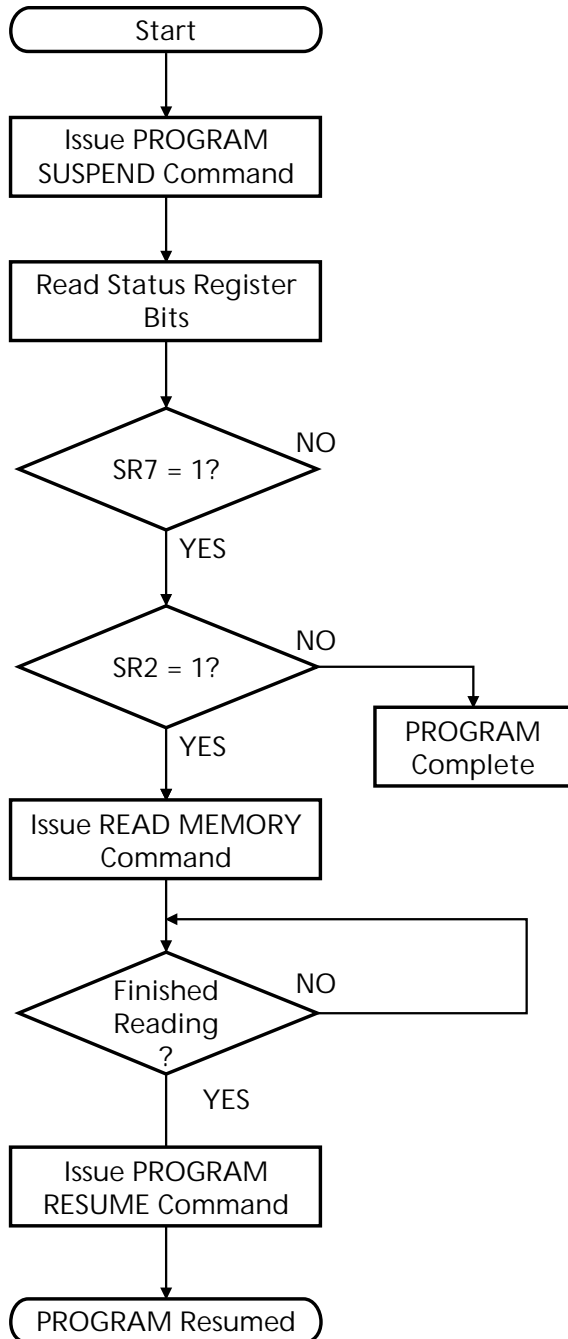 Start
Issue PROGRAM
SUSPEND Command
Read Status Register
Bits
NO
SR7 = 1?
YES
NO
SR2 = 1?
YES
PROGRAM
Complete
Issue READ MEMORY
Command
Finished
Reading
?
NO
YES
Issue PROGRAM
RESUME Command
PROGRAM Resumed